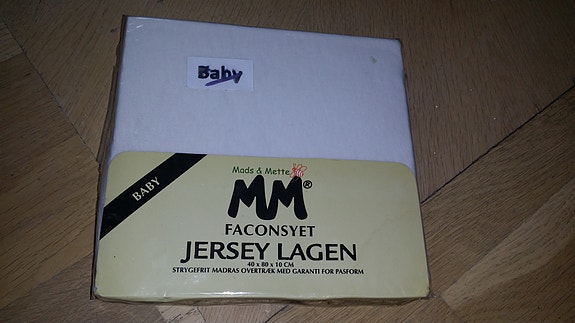 Baby
Mads & Mette
MM®
BABY
FACONSYET
JERSEY LAGEN
40 x 80 x 10 CM
STRYGEFRIT MADRAS OVERTRÆK MED GARANTI FOR PASFORM